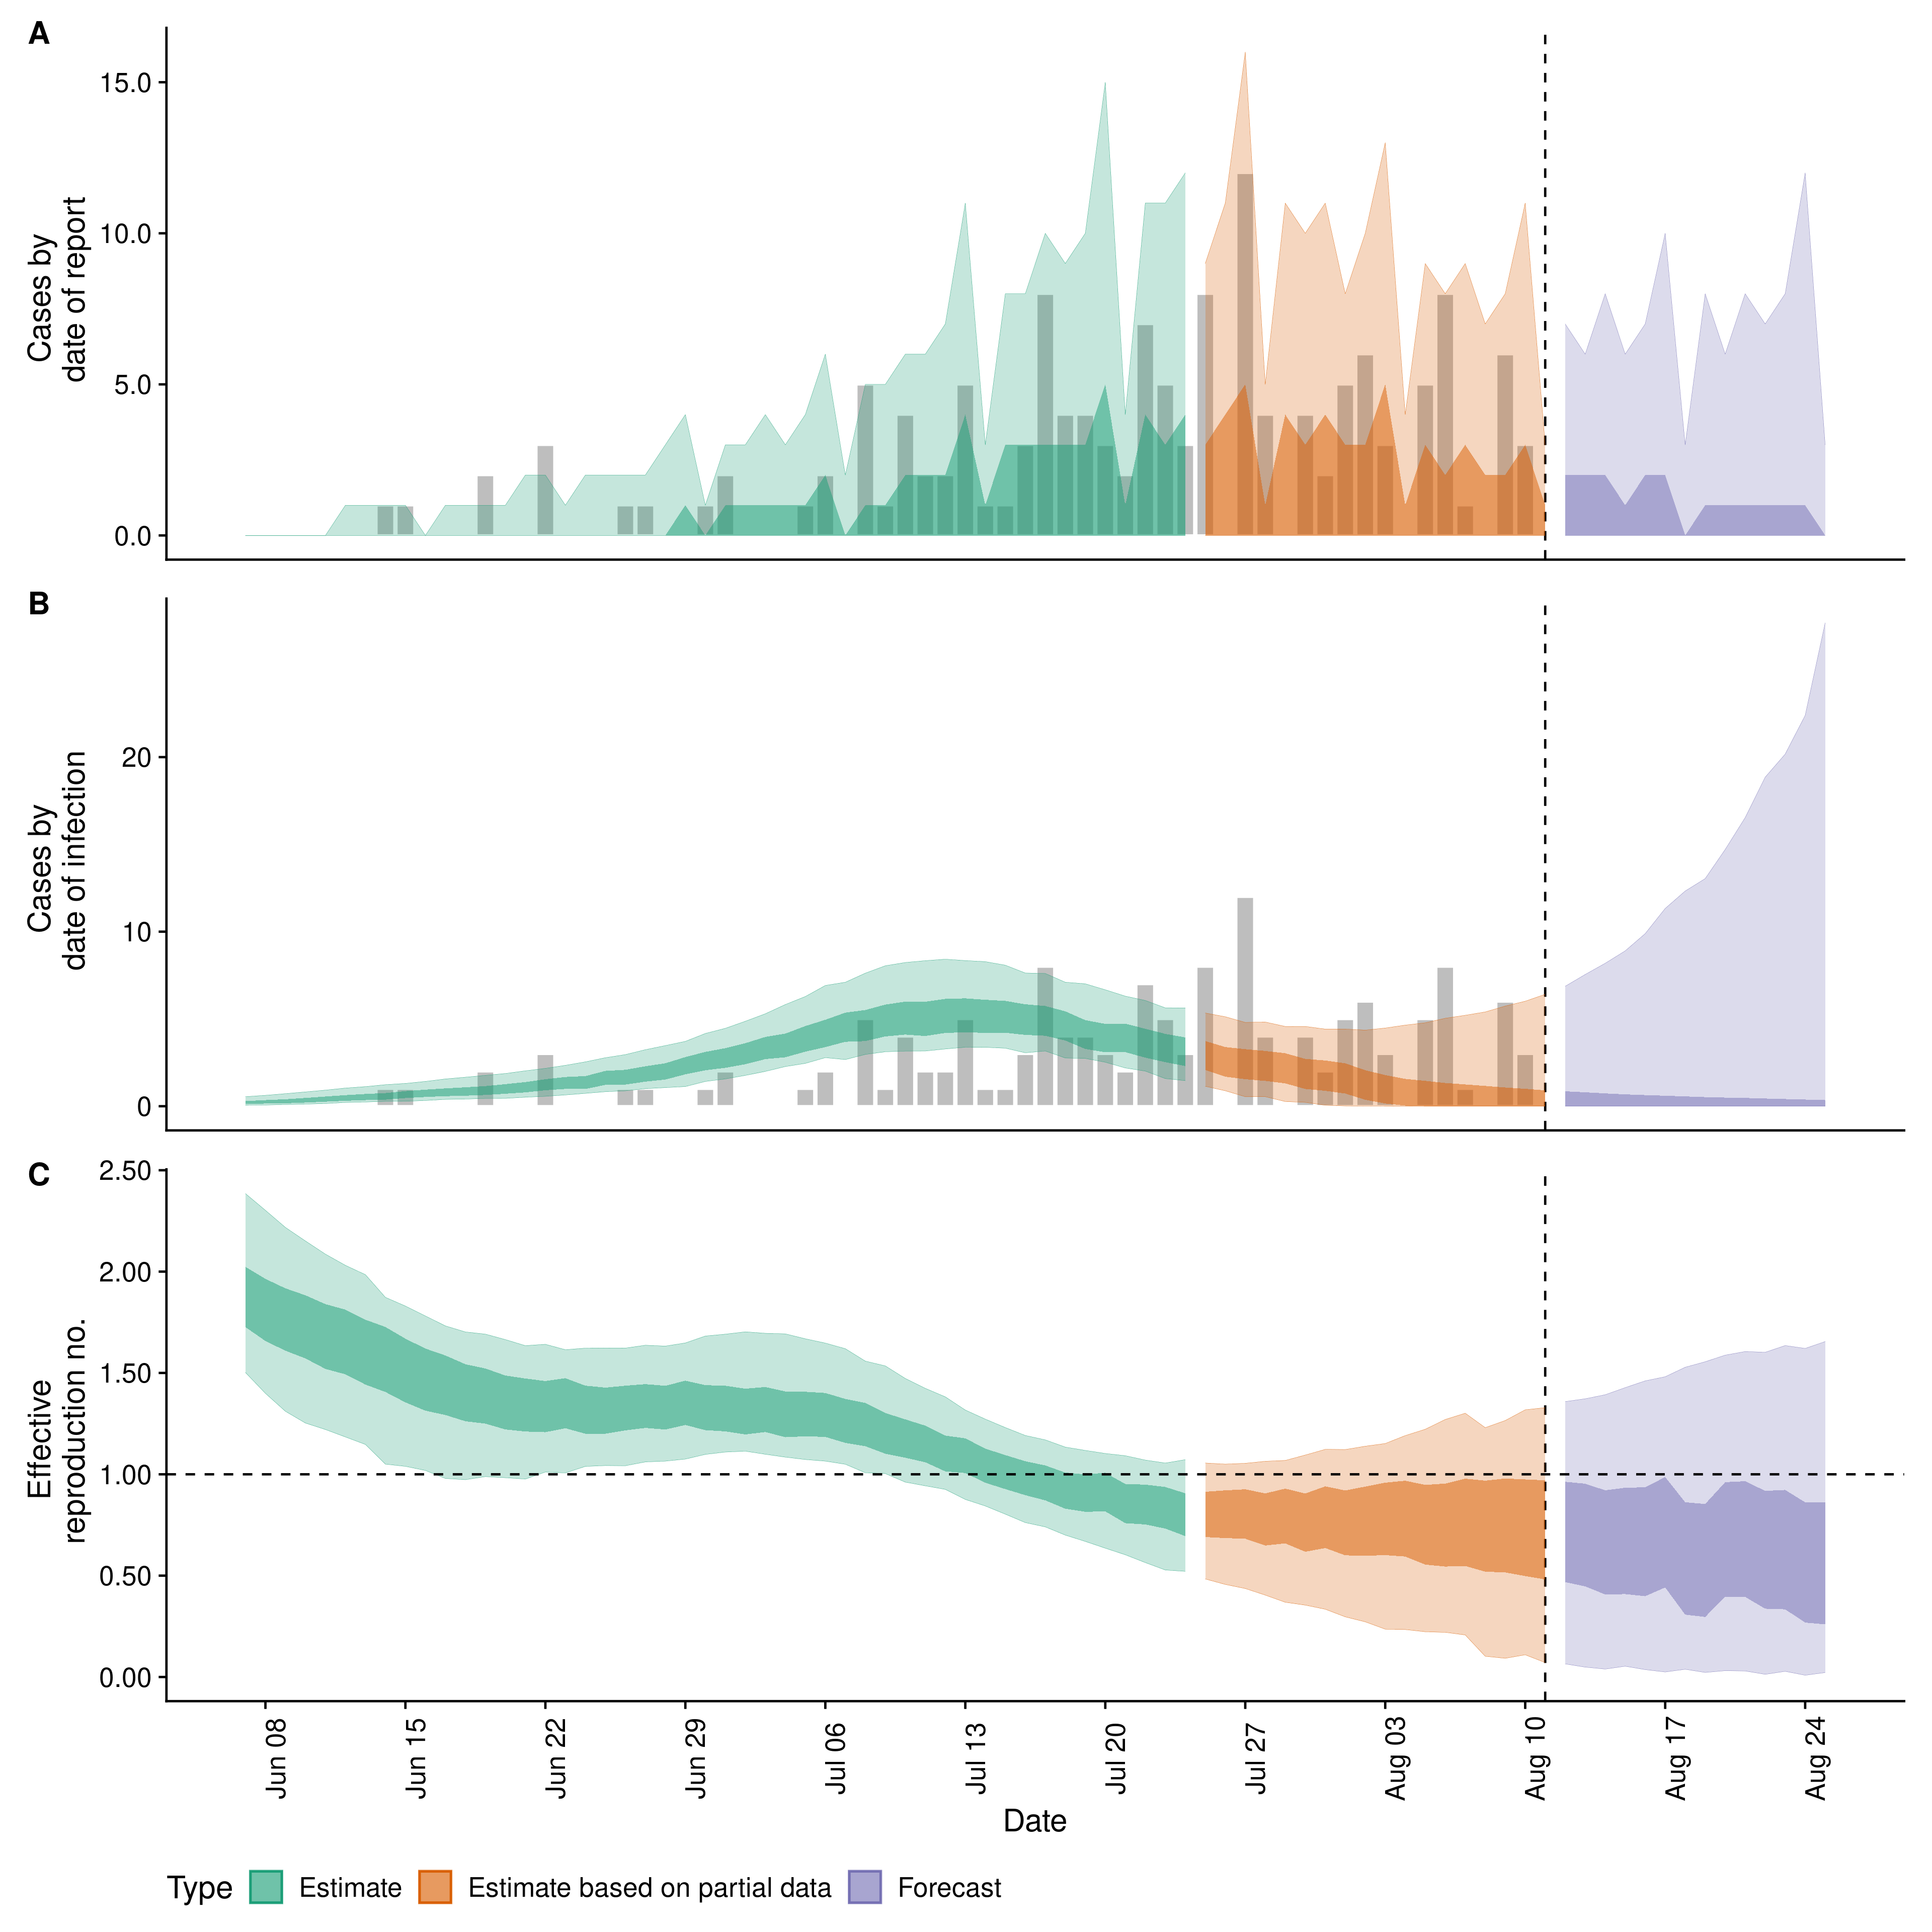 A
15.0
10.0
5.0
0.0
Cases by
date of report
B
20
10
0
Cases by
date of infection
C
2.50
2.00
1.50
1.00
0.50
0.00
Effective
reproduction no.
Jun 08
Jun 15
Jun 22
Jun 29
Jul 06
Jul 13
Jul 20
Jul 27
Aug 03
Aug 10
Aug 17
Aug 24
Date
Type Estimate Estimate based on partial data Forecast